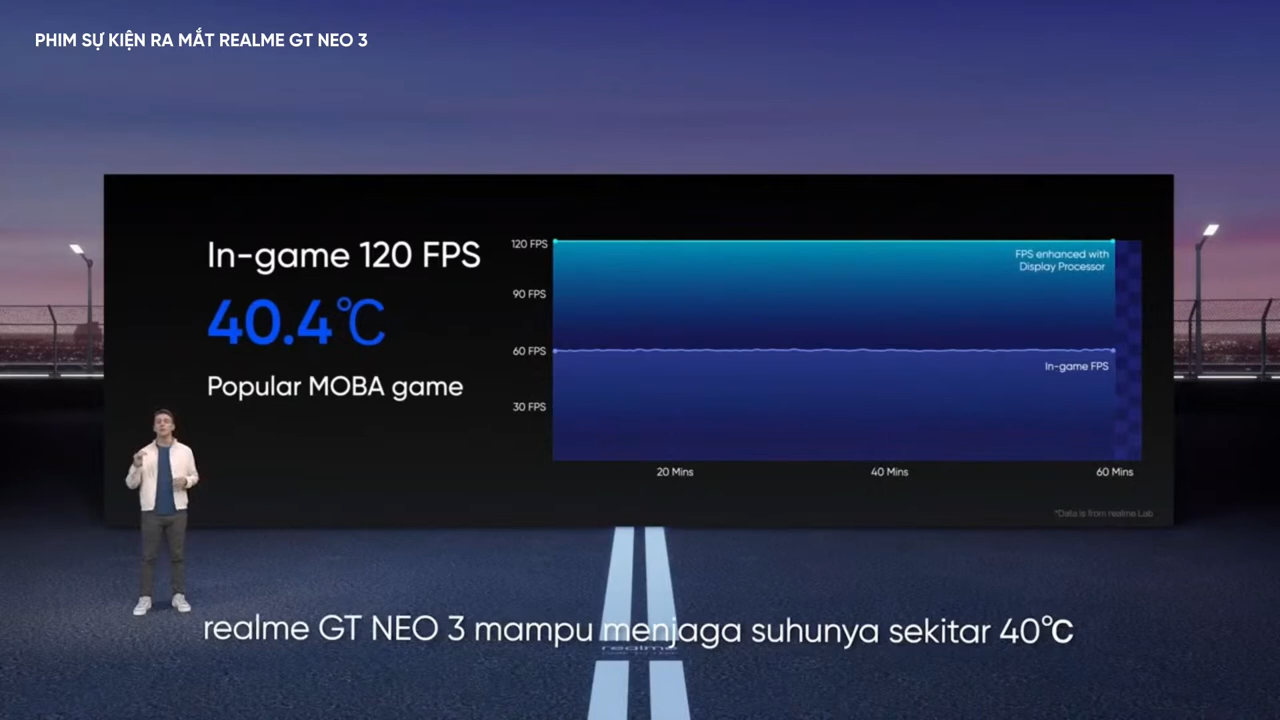 PHIM SỰ KIỆN RA MẮT REALME GT NEO 3
In-game 120 FPS
40.4℃
Popular MOBA game
120 FPS
90 FPS
60 FPS
30 FPS
FPS enhanced with
Display Processor
In-game FPS
20 Mins
40 Mins
60 Mins
*Data is from realme Lab
realme GT NEO 3 mampu menjaga suhunya sekitar 40℃
realme